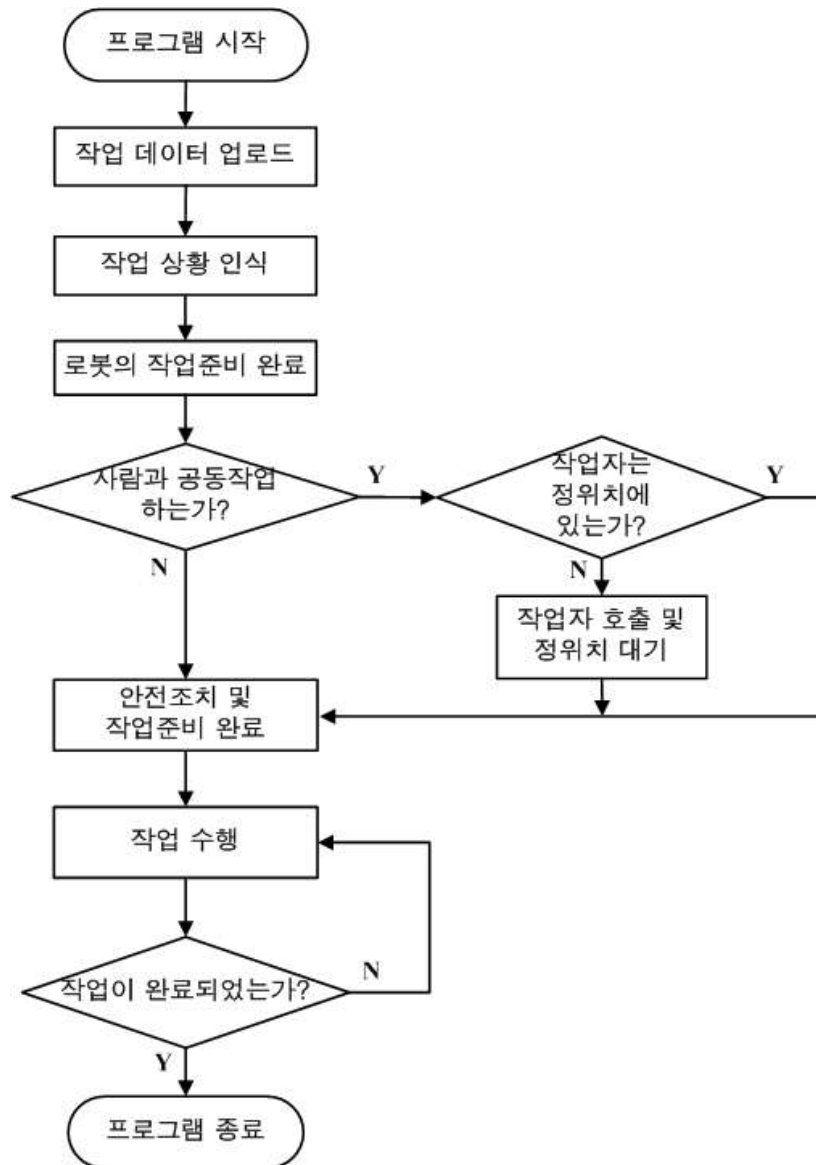 프로그램 시작
작업 데이터 업로드
작업 상황 인식
로봇의 작업준비 완료
사람과 공동작업
하는가?
Y
N
작업자는
정위치에
있는가?
Y
N
작업자 호출 및
정위치 대기
안전조치 및
작업준비 완료
작업 수행
작업이 완료되었는가?
N
Y
프로그램 종료